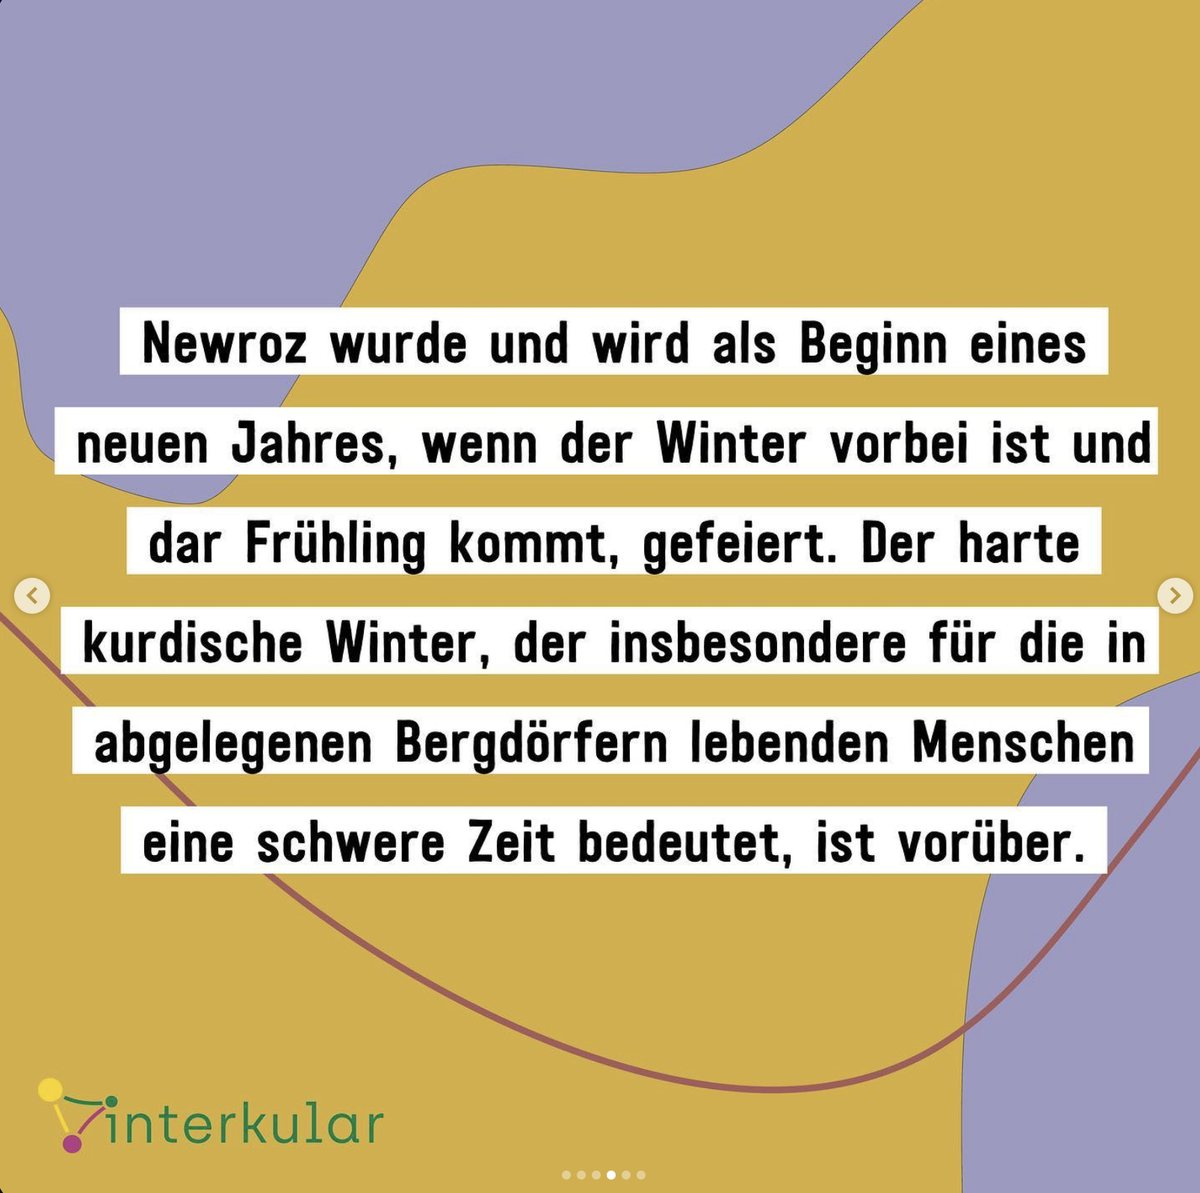 Newroz wurde und wird als Beginn eines
neuen Jahres, wenn der Winter vorbei ist und
dar Frühling kommt, gefeiert. Der harte
kurdische Winter, der insbesondere für die in
abgelegenen Bergdörfern lebenden Menschen
eine schwere Zeit bedeutet, ist vorüber.
interkular